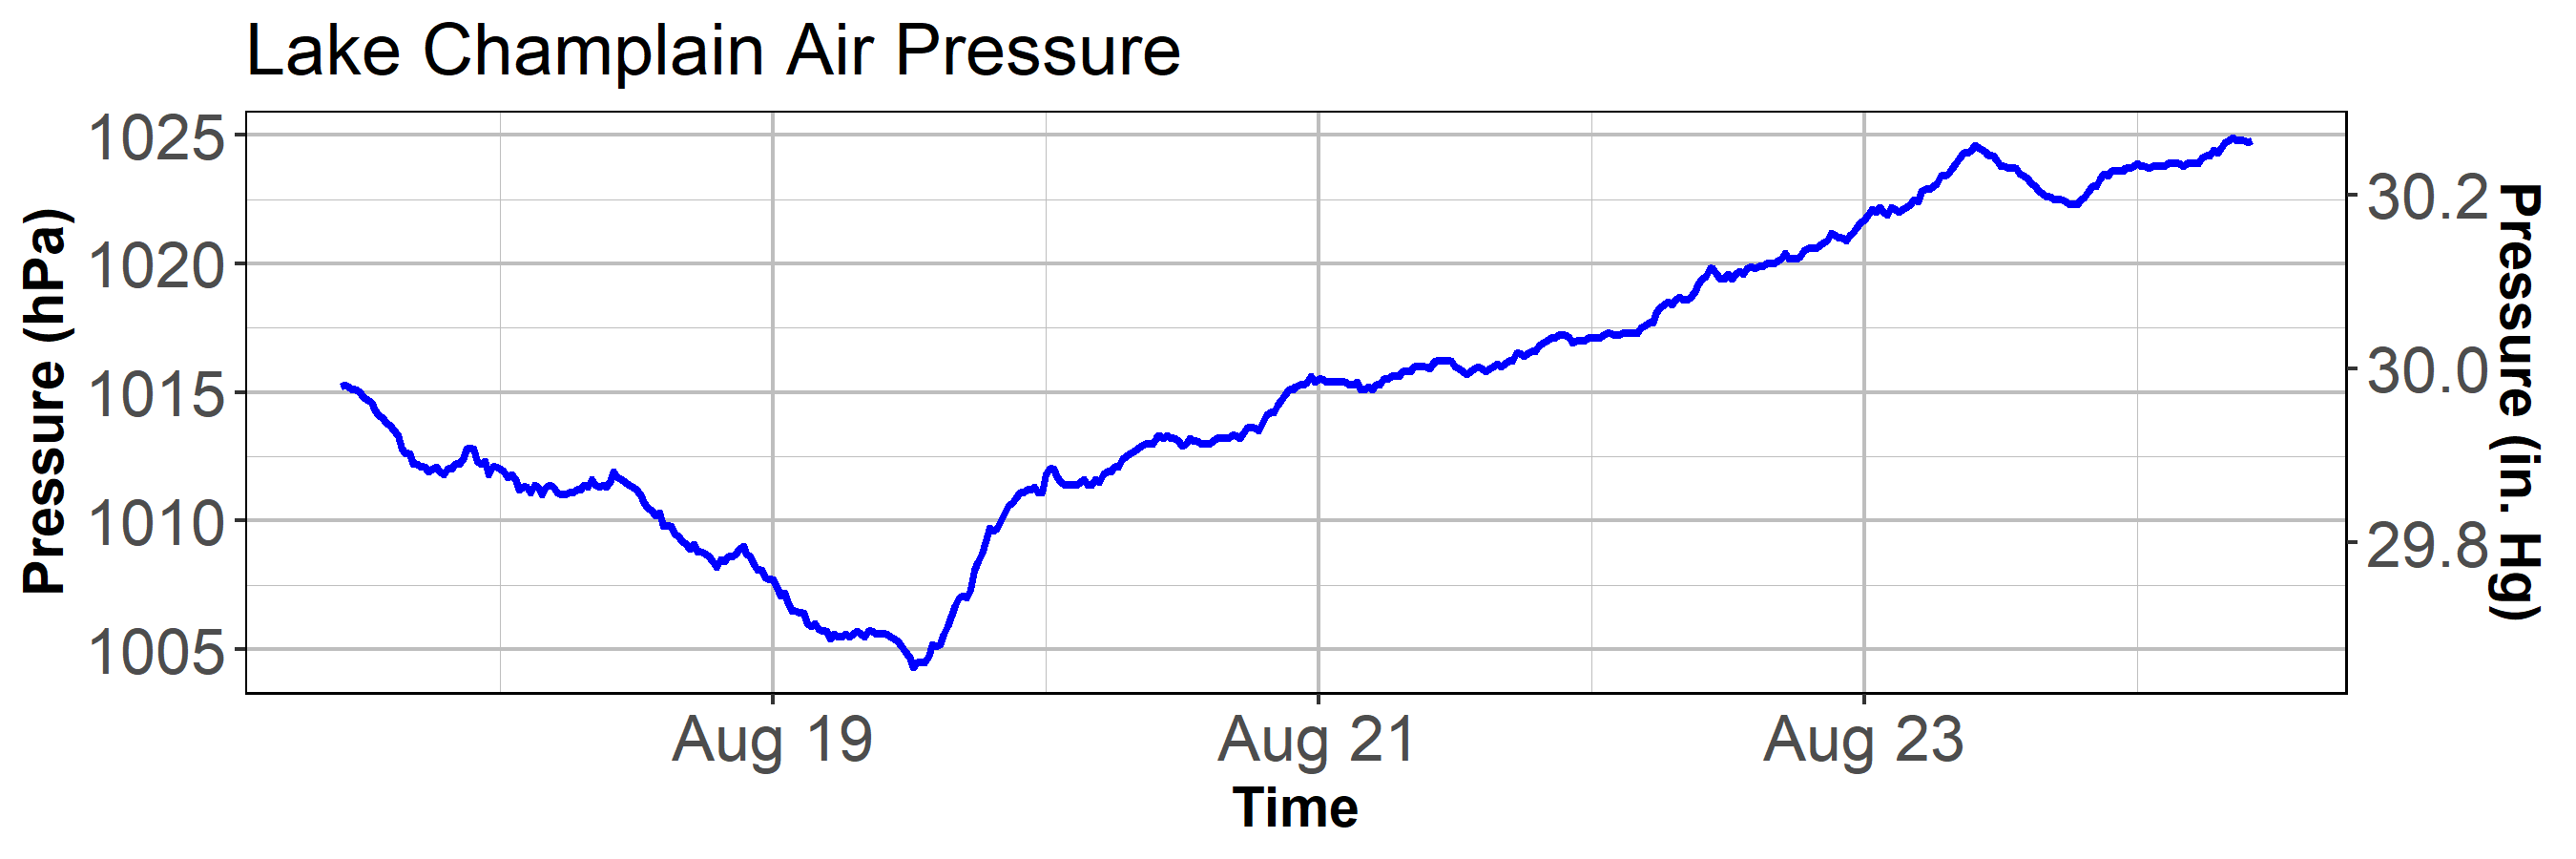 Lake Champlain Air Pressure
1025
1020
1015
1010
1005
Pressure (hPa)
30.2
30.0
29.8
Pressure (in. Hg)
Aug 19
Aug 21
Aug 23
Time